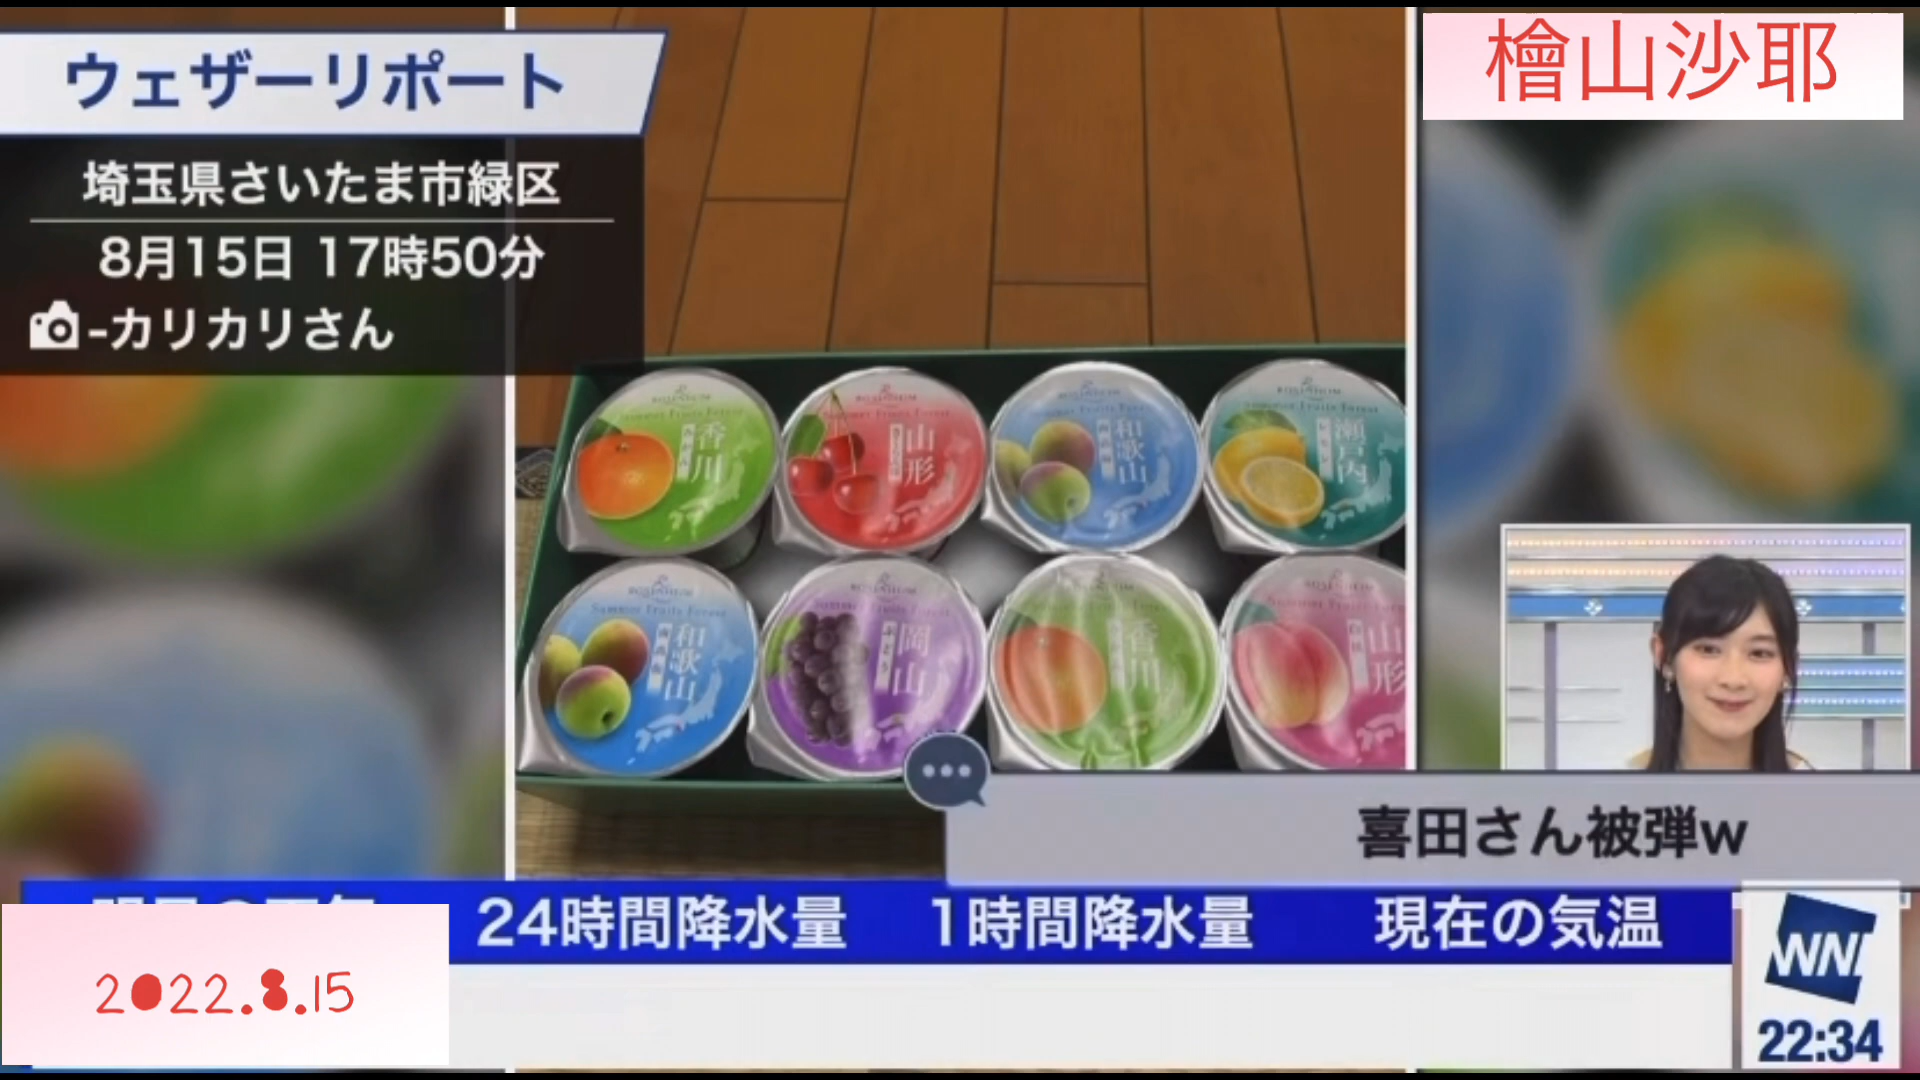 ウェザーリポート
埼玉県さいたま市緑区
8月15日 17時50分
-カリカリさん
檜山沙耶
香川
山形
和歌山
瀬戸内
Summer Fruits Forest
和歌山
岡山
香川
山形
喜田さん被弾w
24時間降水量 1時間降水量 現在の気温
2022.8.15
WNI
22:34